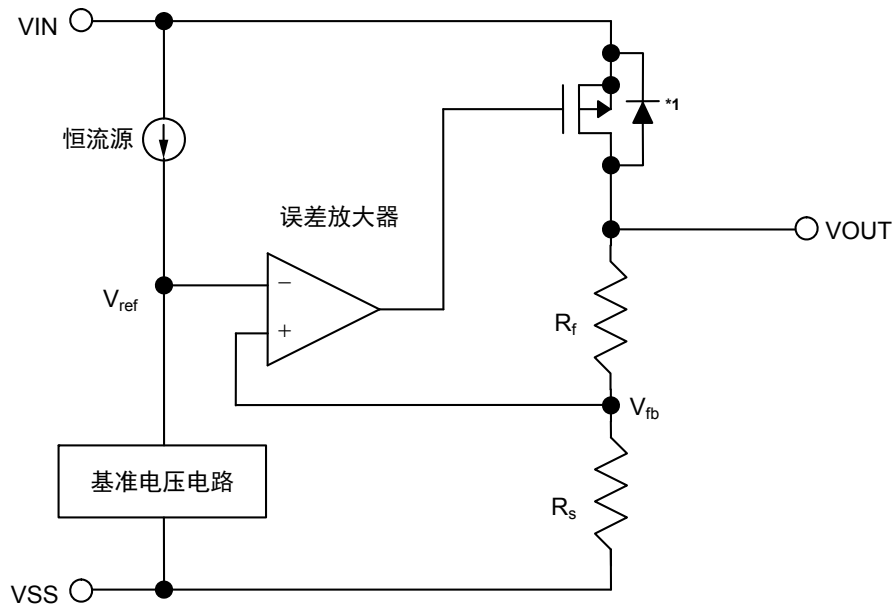 VIN
*1
恒流源
误差放大器
VOUT
Vref
−
+
Rf
Vfb
基准电压电路
Rs
VSS